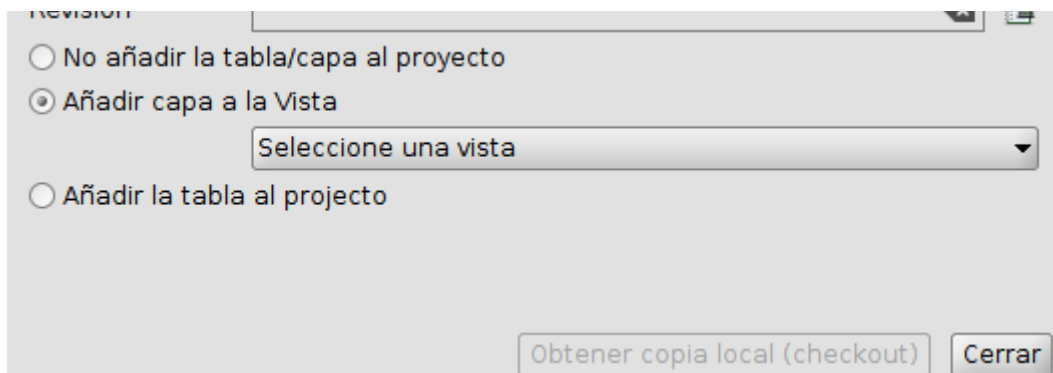 Revisión
No añadir la tabla/capa al proyecto
Añadir capa a la Vista
Seleccione una vista
Añadir la tabla al projecto
Obtener copia local (checkout) Cerrar